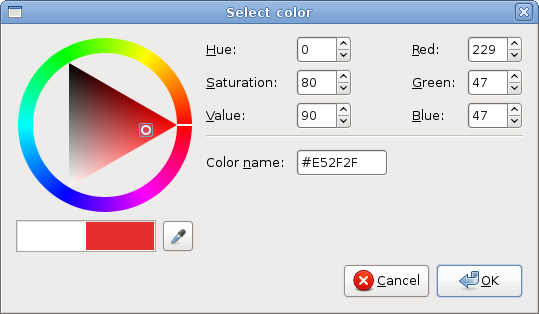 Select color
Hue: 0 Red: 229
Saturation: 80 Green: 47
Value: 90 Blue: 47
Color name: #E52F2F
Cancel OK